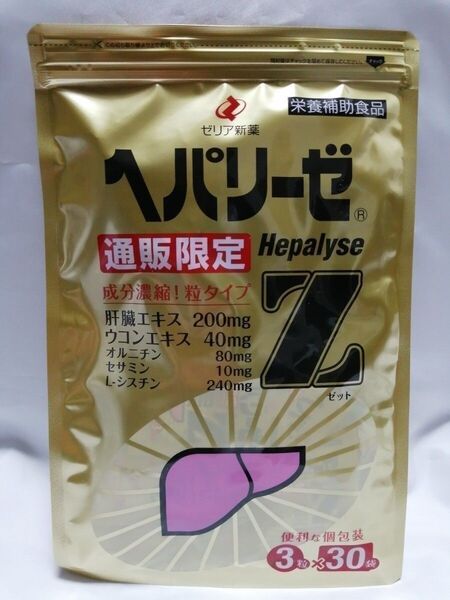 栄養補助食品
ゼリア新薬
ヘパリーゼ®
通販限定
Hepalyse
Z
ゼット
成分濃縮!粒タイプ
肝臓エキス 200mg
ウコンエキス 40mg
オルニチン 80mg
セサミン 10mg
L-シスチン 240mg
便利な個包装
3粒×30袋